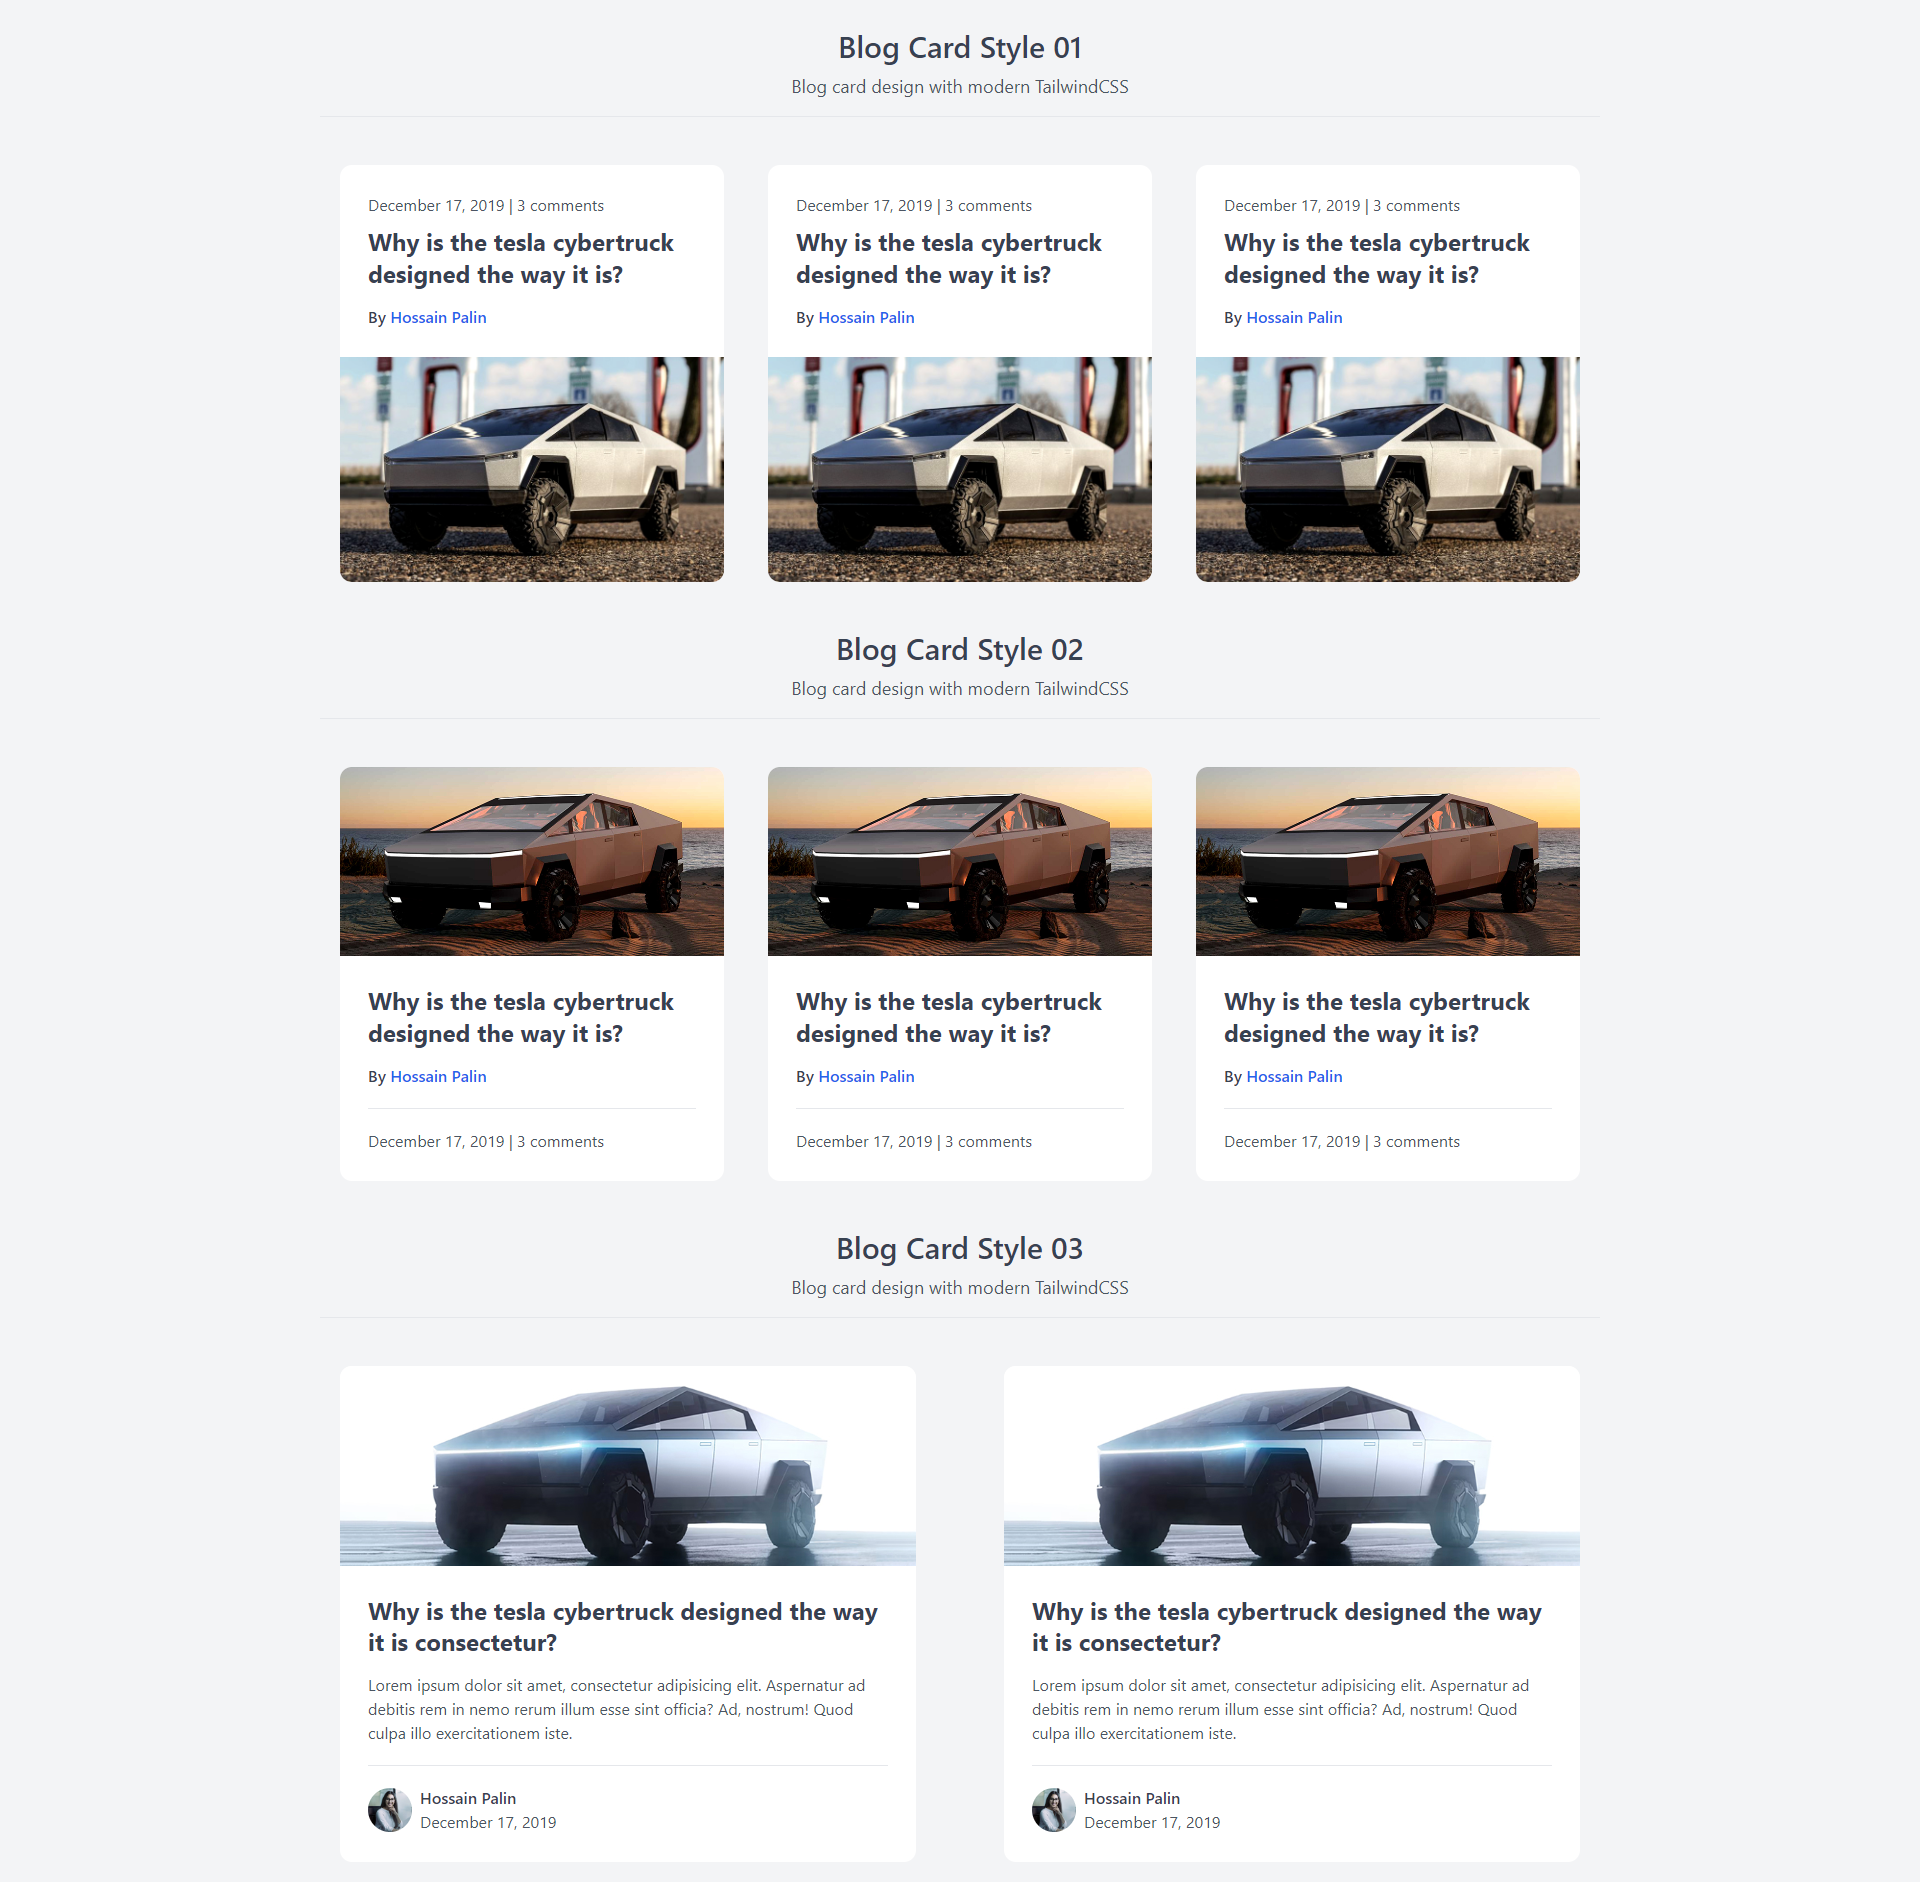 Blog Card Style 01
Blog card design with modern TailwindCSS
December 17, 2019 | 3 comments
Why is the tesla cybertruck
designed the way it is?
By Hossain Palin
December 17, 2019 | 3 comments
Why is the tesla cybertruck
designed the way it is?
By Hossain Palin
December 17, 2019 | 3 comments
Why is the tesla cybertruck
designed the way it is?
By Hossain Palin
Blog Card Style 02
Blog card design with modern TailwindCSS
Why is the tesla cybertruck
designed the way it is?
By Hossain Palin
December 17, 2019 | 3 comments
Why is the tesla cybertruck
designed the way it is?
By Hossain Palin
December 17, 2019 | 3 comments
Why is the tesla cybertruck
designed the way it is?
By Hossain Palin
December 17, 2019 | 3 comments
Blog Card Style 03
Blog card design with modern TailwindCSS
Why is the tesla cybertruck designed the way
it is consectetur?
Lorem ipsum dolor sit amet, consectetur adipisicing elit. Aspernatur ad
debitis rem in nemo rerum illum esse sint officia? Ad, nostrum! Quod
culpa illo exercitationem iste.
Hossain Palin
December 17, 2019
Why is the tesla cybertruck designed the way
it is consectetur?
Lorem ipsum dolor sit amet, consectetur adipisicing elit. Aspernatur ad
debitis rem in nemo rerum illum esse sint officia? Ad, nostrum! Quod
culpa illo exercitationem iste.
Hossain Palin
December 17, 2019